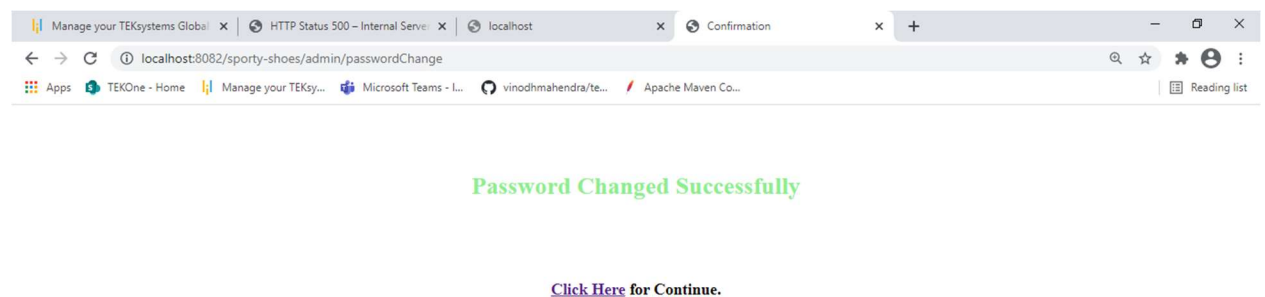 Manage your TEKsystems Global
HTTP Status 500 – Internal Server
localhost
Confirmation
localhost:8082/sporty-shoes/admin/passwordChange
Apps
TEKOne - Home
Manage your TEKsy...
Microsoft Teams - I...
vinodhmahendra/te...
Apache Maven Co...
Reading list
Password Changed Successfully
Click Here for Continue.